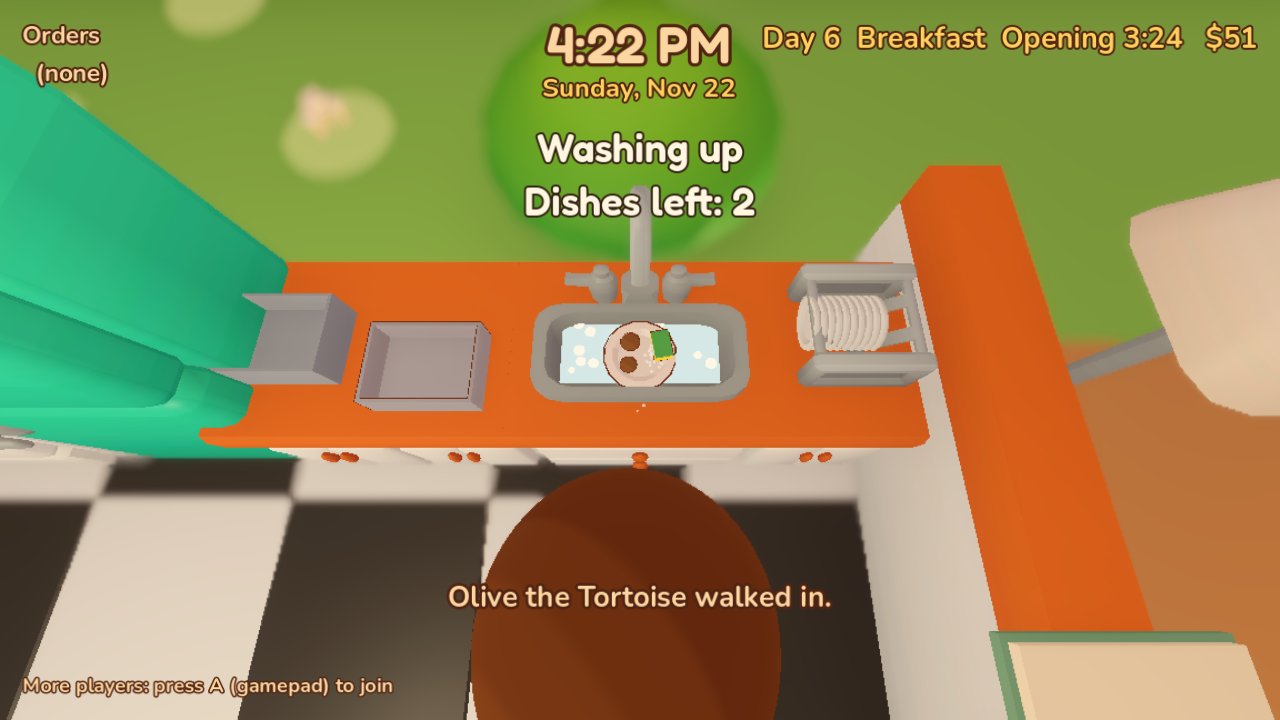 Orders
(none)
4:22 PM
Sunday, Nov 22
Day 6 Breakfast Opening 3:24 $51
Washing up
Dishes left: 2
Olive the Tortoise walked in.
More players: press A (gamepad) to join